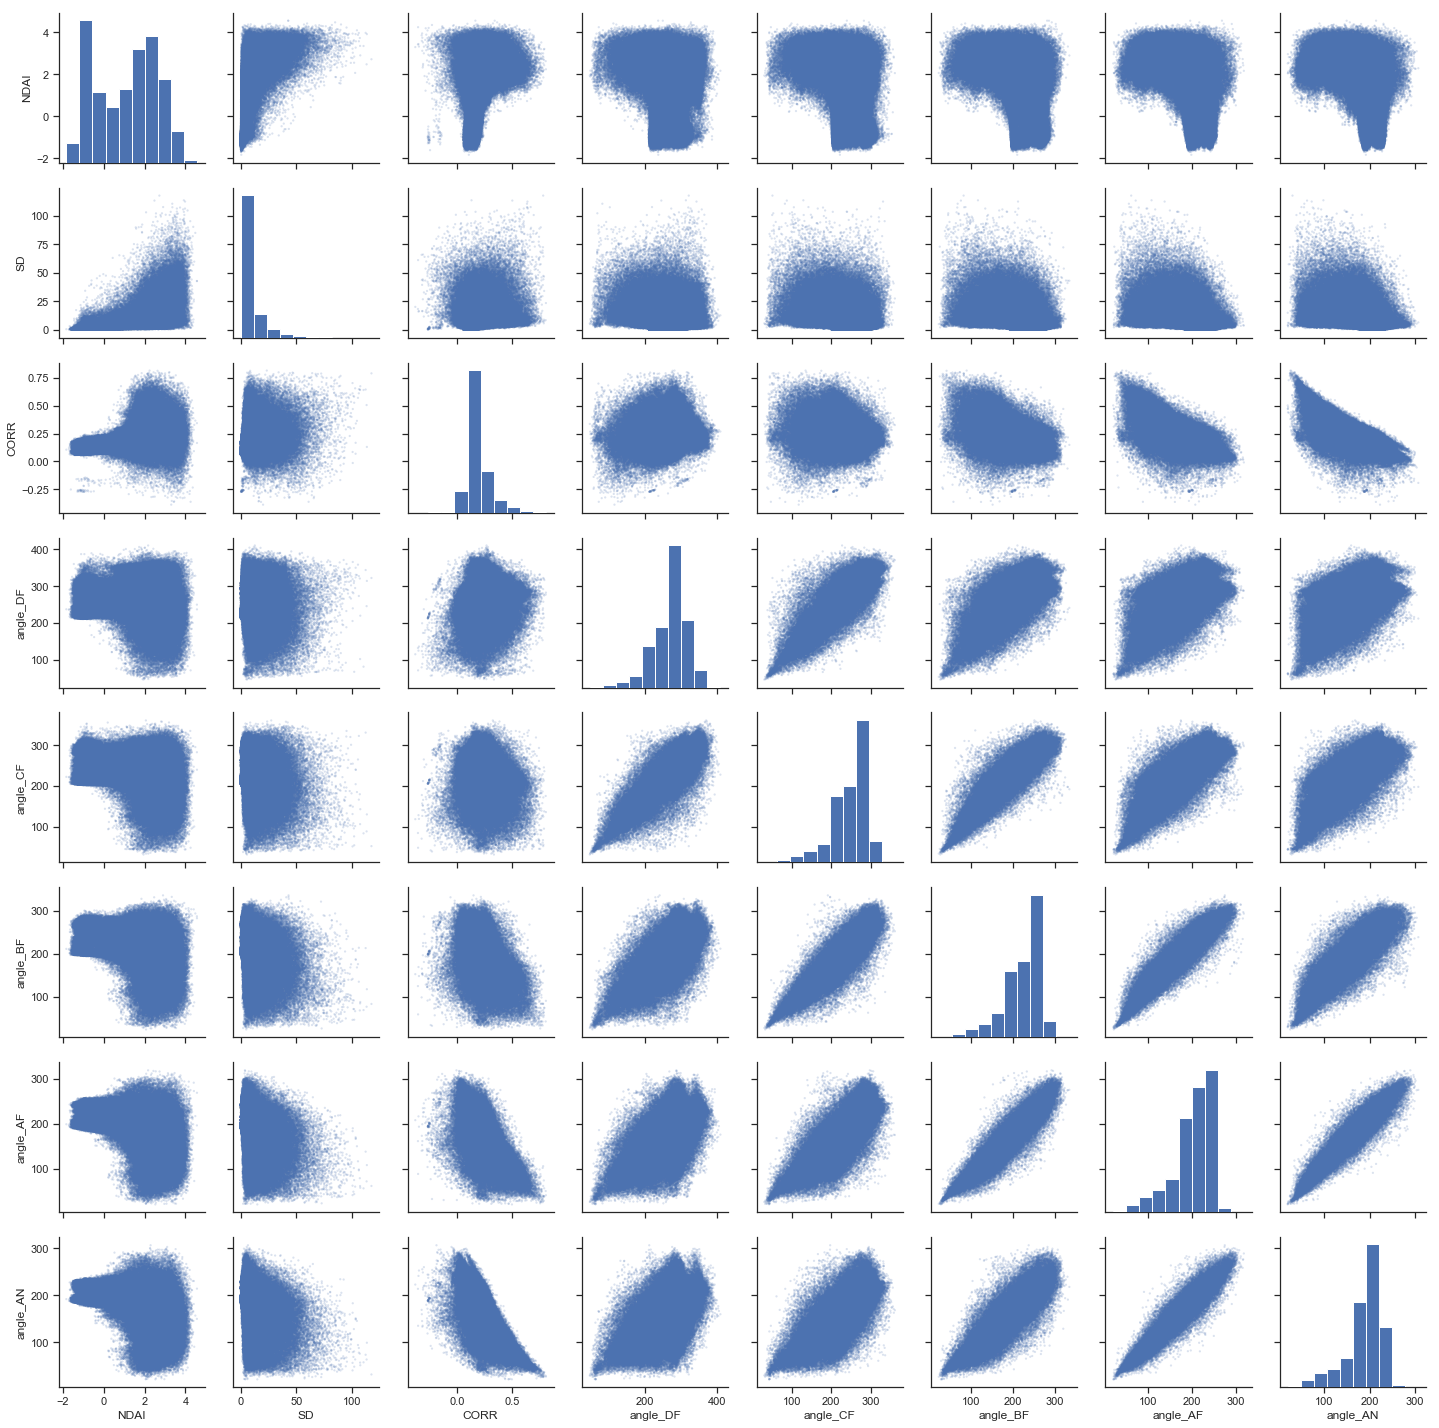 4
2
0
−2
NDAI
100
75
50
25
0
SD
0.75
0.50
0.25
0.00
−0.25
CORR
400
300
200
100
angle_DF
300
200
100
angle_CF
300
200
100
angle_BF
300
200
100
angle_AF
300
200
100
angle_AN
−2 0 2 4
NDAI
0 50 100
SD
0.0 0.5
CORR
200 400
angle_DF
100 200 300
angle_CF
100 200 300
angle_BF
100 200 300
angle_AF
100 200 300
angle_AN